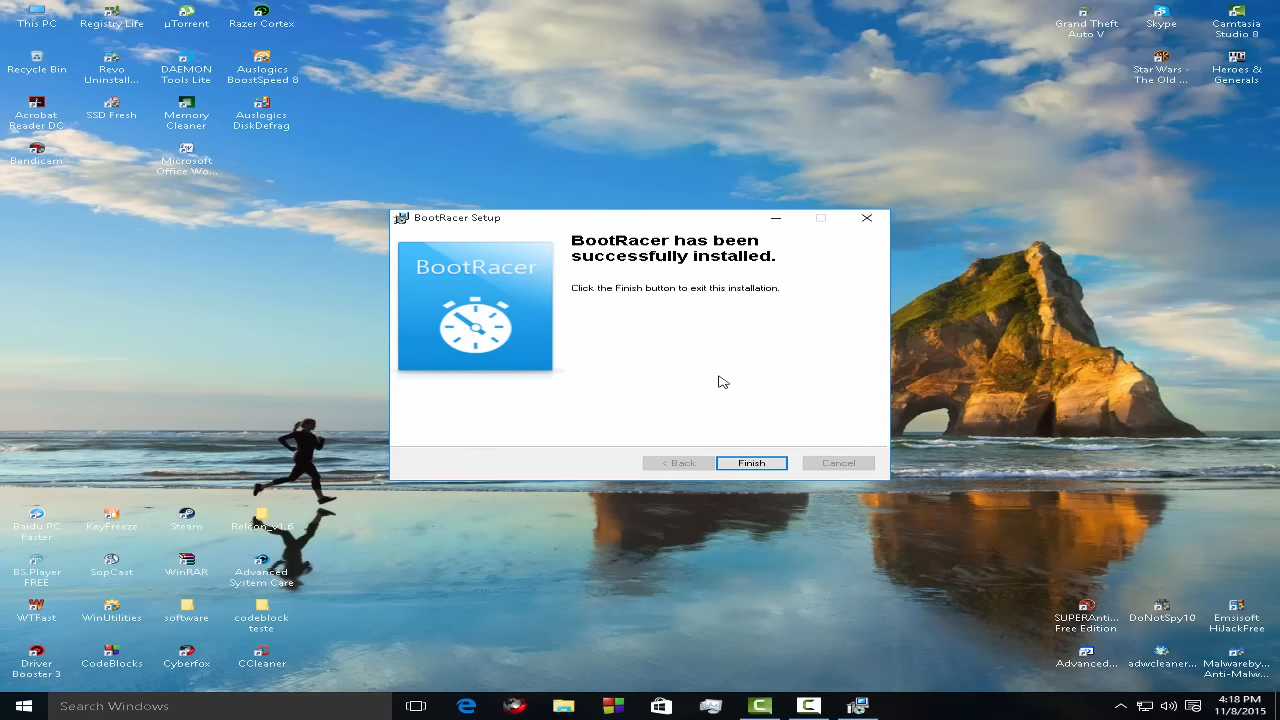 This PC
Registry Life
µTorrent
Razer Cortex
Grand Theft
Auto V
Skype
Camtasia
Studio 8
Recycle Bin
Revo
Uninstall...
DAEMON
Tools Lite
Auslogics
BoostSpeed 8
Star Wars -
The Old ...
Heroes &
Generals
Acrobat
Reader DC
SSD Fresh
Memory
Cleaner
Auslogics
DiskDefrag
Bandicam
Microsoft
Office Wo...
BootRacer Setup
BootRacer
BootRacer has been
successfully installed.
Click the Finish button to exit this installation.
< Back
Finish
Cancel
Baidu PC
Faster
KeyFreeze
Steam
ReIcon_v1.6
BS.Player
FREE
SopCast
WinRAR
Advanced
System Care
WTFast
WinUtilities
software
codeblock
teste
SUPERAnti...
Free Edition
DoNotSpy10
Emsisoft
HiJackFree
Driver
Booster 3
CodeBlocks
Cyberfox
CCleaner
Advanced...
adwcleaner...
Malwareby...
Anti-Malw...
Search Windows
4:18 PM
11/8/2015